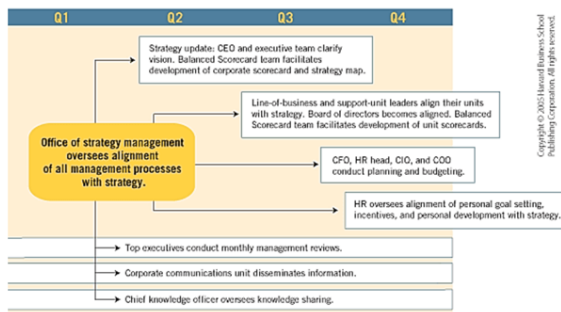 Q1 Q2 Q3 Q4
Strategy update: CEO and executive team clarify
vision. Balanced Scorecard team facilitates
development of corporate scorecard and strategy map.
Line-of-business and support-unit leaders align their units
with strategy. Board of directors becomes aligned. Balanced
Scorecard team facilitates development of unit scorecards.
Office of strategy management
oversees alignment
of all management processes
with strategy.
CFO, HR head, CIO, and COO
conduct planning and budgeting.
HR oversees alignment of personal goal setting,
incentives, and personal development with strategy.
Top executives conduct monthly management reviews.
Corporate communications unit disseminates information.
Chief knowledge officer oversees knowledge sharing.
Copyright © 2005 Harvard Business School
Publishing Corporation. All rights reserved.